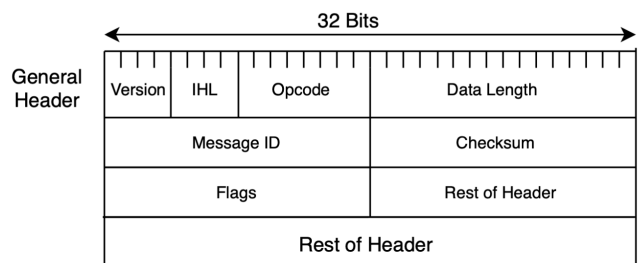 32 Bits
General
Header
Version IHL Opcode Data Length
Message ID Checksum
Flags Rest of Header
Rest of Header